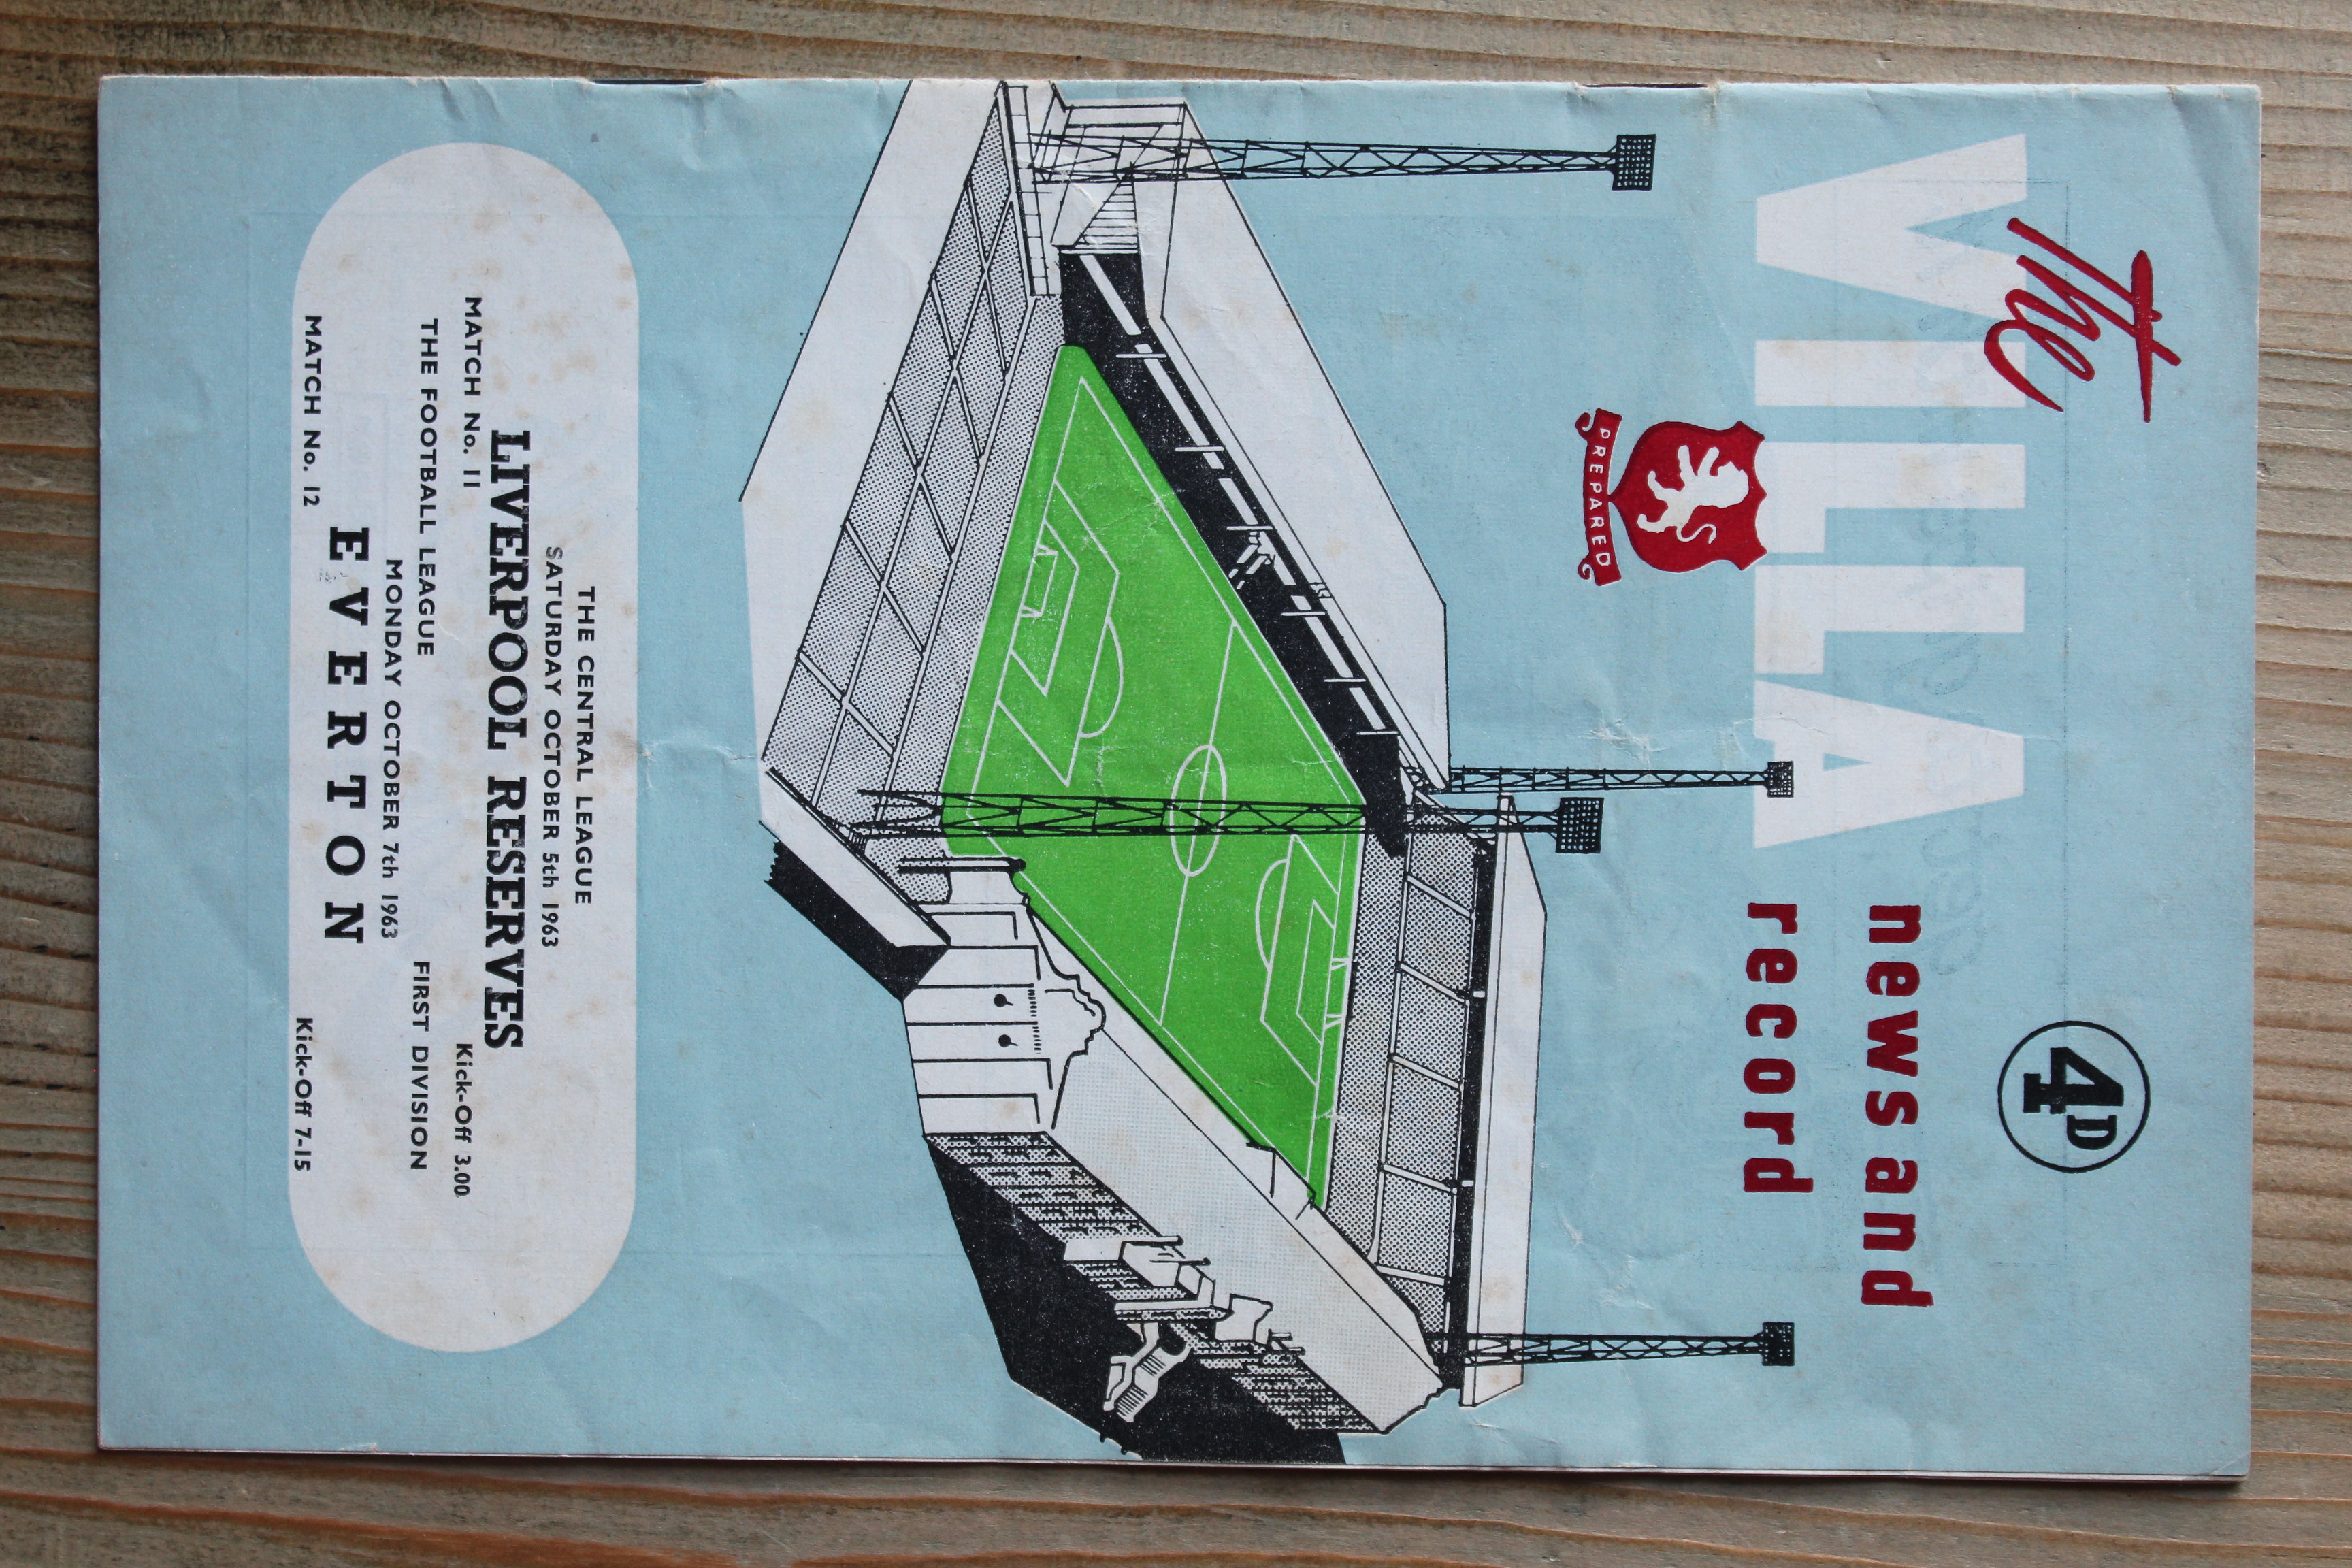 The
VILLA
news and
record
4D
PREPARED
THE CENTRAL LEAGUE
SATURDAY OCTOBER 5th 1963
LIVERPOOL RESERVES
MATCH No. 11 Kick-Off 3.00
THE FOOTBALL LEAGUE FIRST DIVISION
MONDAY OCTOBER 7th 1963
EVERTON
MATCH No. 12 Kick-Off 7-15